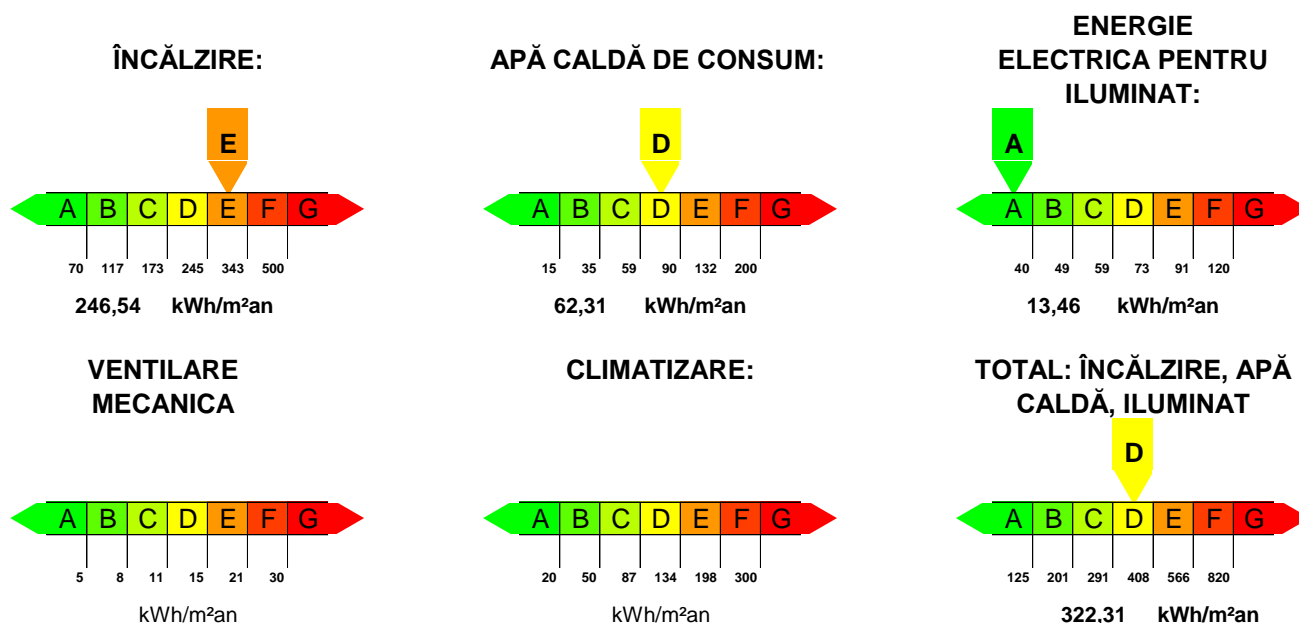 ÎNCĂLZIRE:
E
A B C D E F G
70 117 173 245 343 500
246,54 kWh/m²an
APĂ CALDĂ DE CONSUM:
D
A B C D E F G
15 35 59 90 132 200
62,31 kWh/m²an
ENERGIE
ELECTRICA PENTRU
ILUMINAT:
A
A B C D E F G
40 49 59 73 91 120
13,46 kWh/m²an
VENTILARE
MECANICA
A B C D E F G
5 8 11 15 21 30
kWh/m²an
CLIMATIZARE:
A B C D E F G
20 50 87 134 198 300
kWh/m²an
TOTAL: ÎNCĂLZIRE, APĂ
CALDĂ, ILUMINAT
D
A B C D E F G
125 201 291 408 566 820
322,31 kWh/m²an